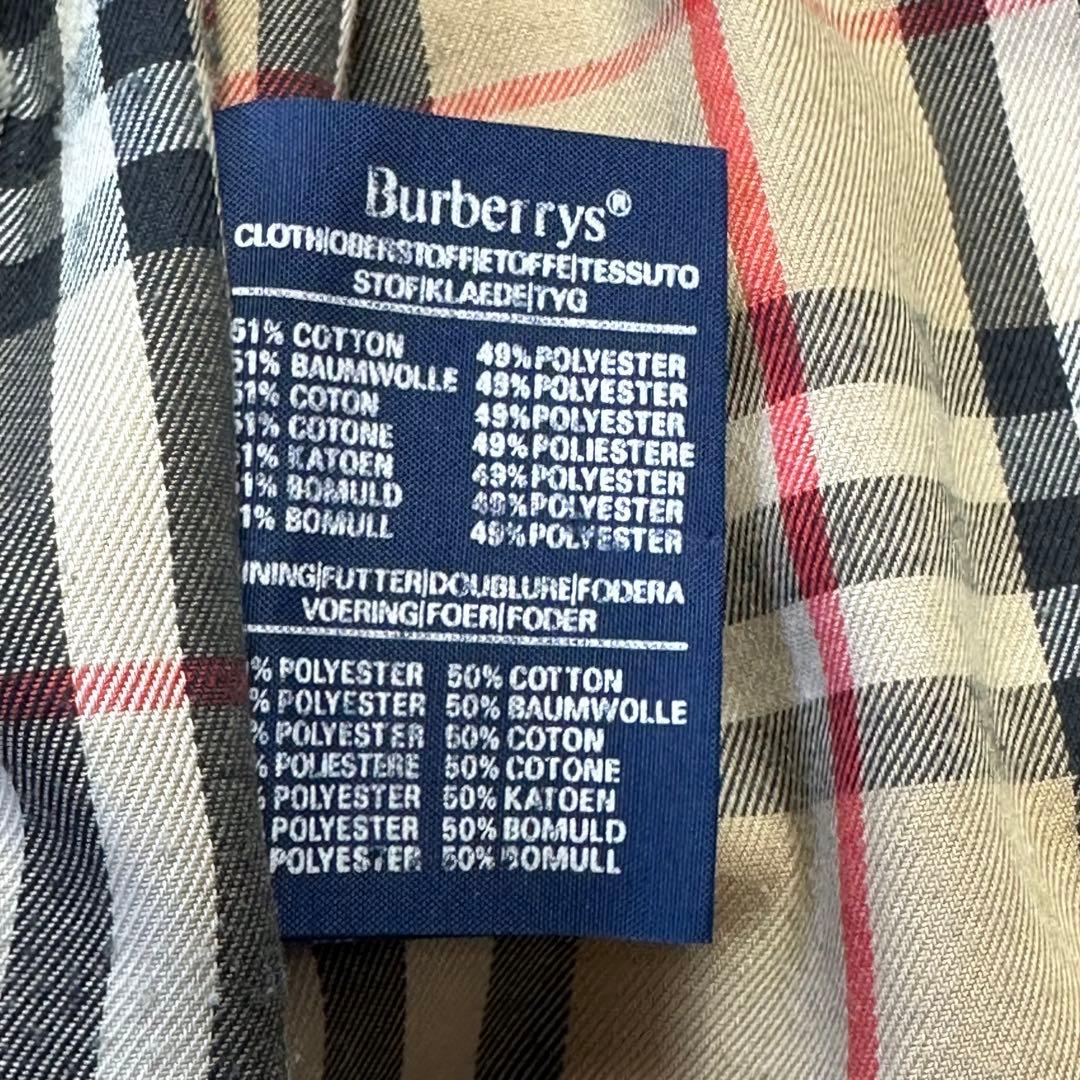 Burberrys®
CLOTH|OBERSTOFF|ETOFFE|TESSUTO
STOF|KLAEDE|TYG
51% COTTON 49% POLYESTER
51% BAUMWOLLE 49% POLYESTER
51% COTON 49% POLYESTER
51% COTONE 49% POLIESTERE
1% KATOEN 49% POLYESTER
1% BOMULD 49% POLYESTER
1% BOMULL 49% POLYESTER
NING|FUTTER|DOUBLURE|FODERA
VOERING|FOER|FODER
% POLYESTER 50% COTTON
% POLYESTER 50% BAUMWOLLE
% POLYESTER 50% COTON
% POLIESTERE 50% COTONE
% POLYESTER 50% KATOEN
POLYESTER 50% BOMULD
POLYESTER 50% BOMULL